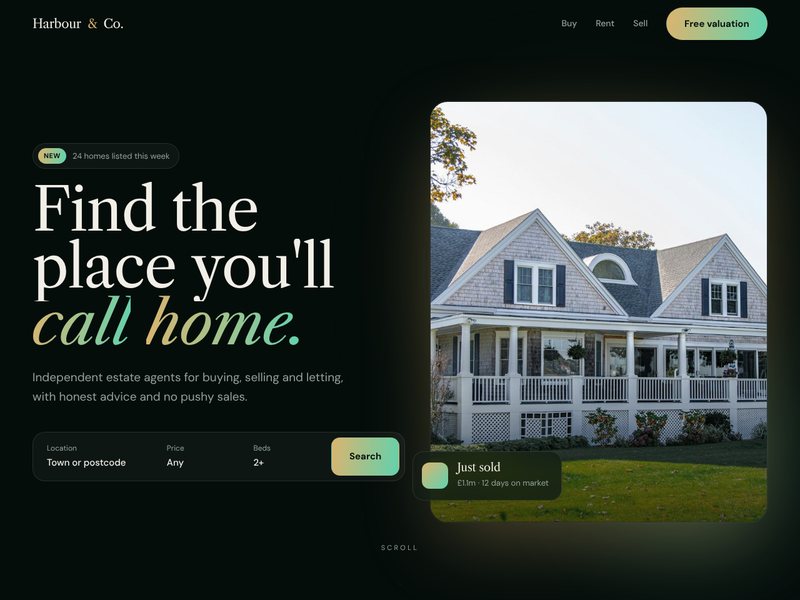 Harbour & Co.
Buy Rent Sell Free valuation
NEW 24 homes listed this week
Find the
place you'll
call home.
Independent estate agents for buying, selling and letting,
with honest advice and no pushy sales.
Location Price Beds
Town or postcode Any 2+ Search
Just sold
£1.1m · 12 days on market
SCROLL